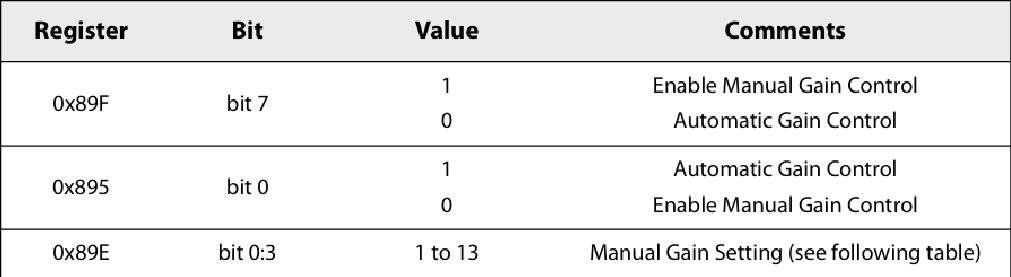 Register Bit Value Comments
0x89F bit 7 1 Enable Manual Gain Control
0 Automatic Gain Control
0x895 bit 0 1 Automatic Gain Control
0 Enable Manual Gain Control
0x89E bit 0:3 1 to 13 Manual Gain Setting (see following table)